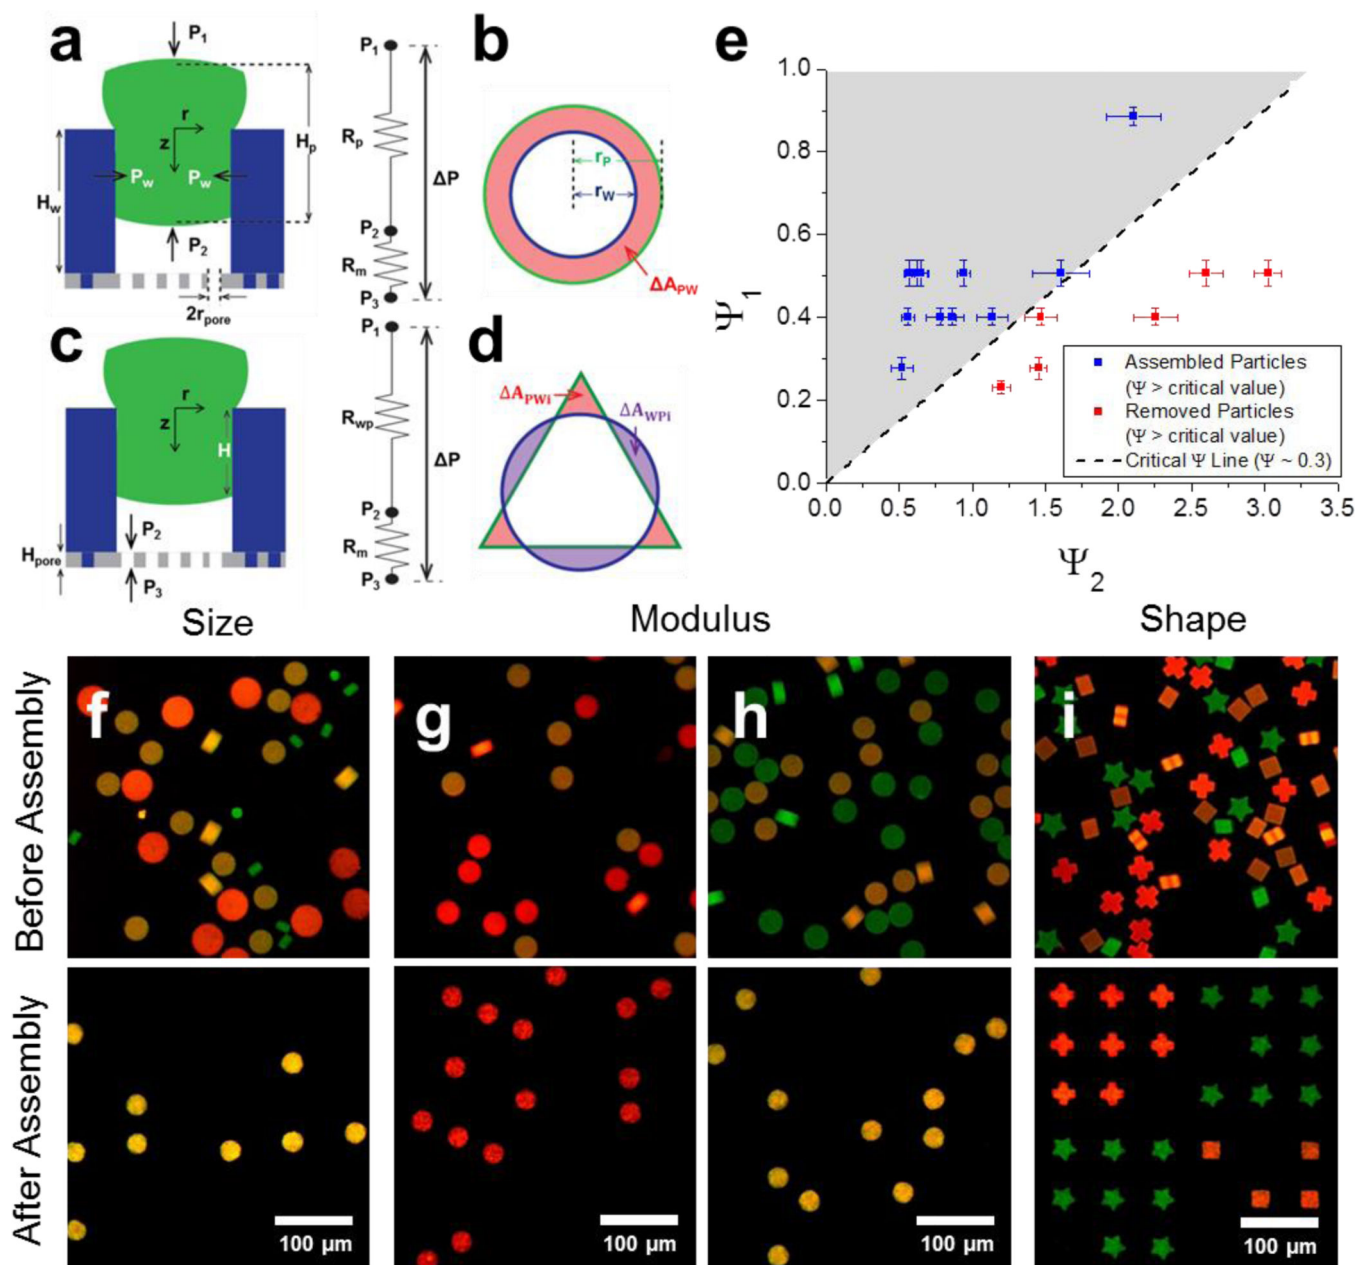 a
P1
r
z
Hp
Pw
Pw
Hw
P2
2rpore
P1
Rp
ΔP
P2
Rm
P3
b
rP
rW
ΔAPW
c
r
z
H
P2
Hpore
P3
P1
Rwp
ΔP
P2
Rm
P3
d
ΔAPWi
ΔAWPi
e
1.0
0.8
0.6
0.4
0.2
0.0
Ψ1
0.0
0.5
1.0
1.5
2.0
2.5
3.0
3.5
Ψ2
Assembled Particles
(Ψ > critical value)
Removed Particles
(Ψ > critical value)
Critical Ψ Line (Ψ ~ 0.3)
Size
Modulus
Shape
Before Assembly
f
g
h
i
After Assembly
100 μm
100 μm
100 μm
100 μm